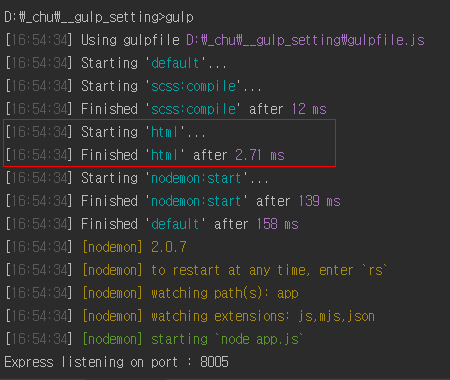 D:\_chu\__gulp_setting>gulp
[16:54:34] Using gulpfile D:\_chu\__gulp_setting\gulpfile.js
[16:54:34] Starting 'default'...
[16:54:34] Starting 'scss:compile'...
[16:54:34] Finished 'scss:compile' after 12 ms
[16:54:34] Starting 'html'...
[16:54:34] Finished 'html' after 2.71 ms
[16:54:34] Starting 'nodemon:start'...
[16:54:34] Finished 'nodemon:start' after 139 ms
[16:54:34] Finished 'default' after 158 ms
[16:54:34] [nodemon] 2.0.7
[16:54:34] [nodemon] to restart at any time, enter `rs`
[16:54:34] [nodemon] watching path(s): app
[16:54:34] [nodemon] watching extensions: js,mjs,json
[16:54:34] [nodemon] starting `node app.js`
Express listening on port : 8005